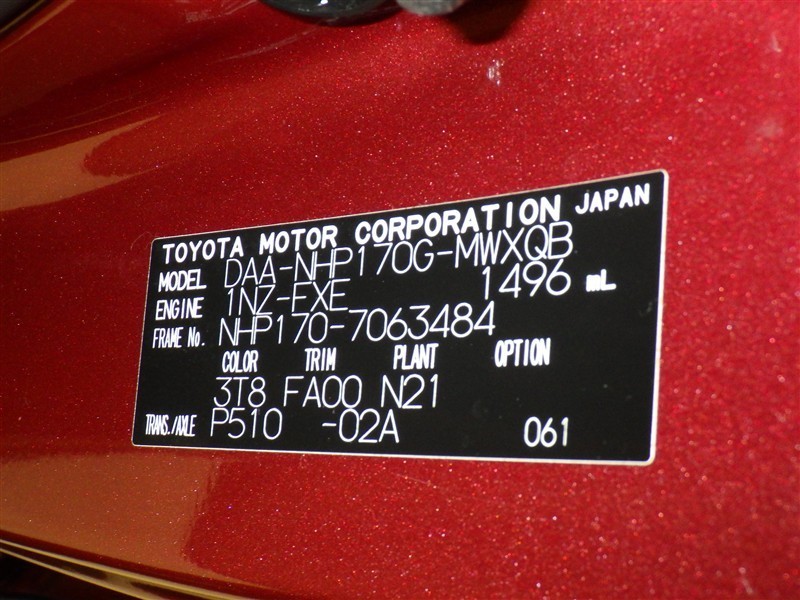 TOYOTA MOTOR CORPORATION JAPAN
MODEL DAA-NHP170G-MWXQB
ENGINE 1NZ-FXE 1496 mL
FRAME No. NHP170-7063484
COLOR TRIM PLANT OPTION
3T8 FA00 N21
TRANS./AXLE P510 -02A 061